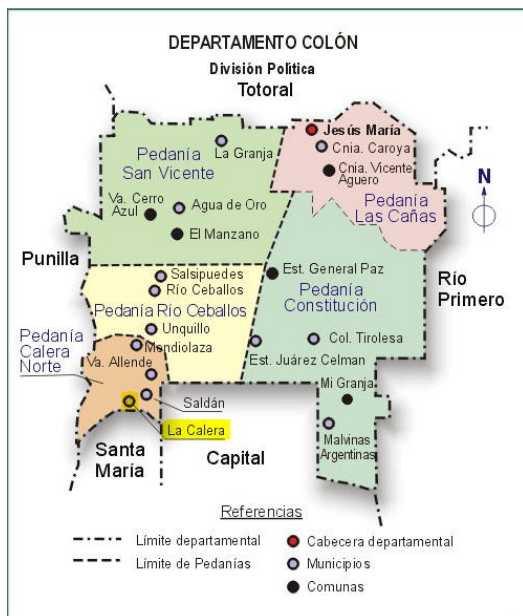 DEPARTAMENTO COLÓN
División Politica
Totoral
Jesús María
Cnia. Caroya
La Granja
Pedanía
San Vicente
Cnia. Vicente
Aguero
Pedanía
Las Cañas
N
Va. Cerro
Azul
Agua de Oro
El Manzano
Punilla
Salsipuedes
Est. General Paz
Río
Primero
Río Ceballos
Pedanía
Constitución
Pedanía Río Ceballos
Unquillo
Pedanía
Calera
Norte
Mendiolaza
Col. Tirolesa
Est. Juárez Celman
Va. Allende
Mi Granja
Saldán
La Calera
Santa
María
Capital
Malvinas
Argentinas
Referencias
Límite departamental
Cabecera departamental
Límite de Pedanías
Municipios
Comunas